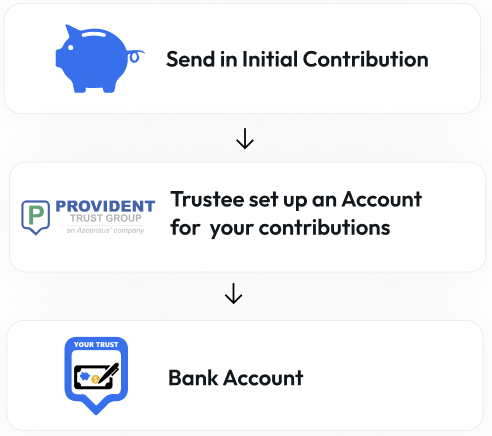 Send in Initial Contribution
P
PROVIDENT
TRUST GROUP
an Ascensus® company
Trustee set up an Account
for your contributions
YOUR TRUST
Bank Account